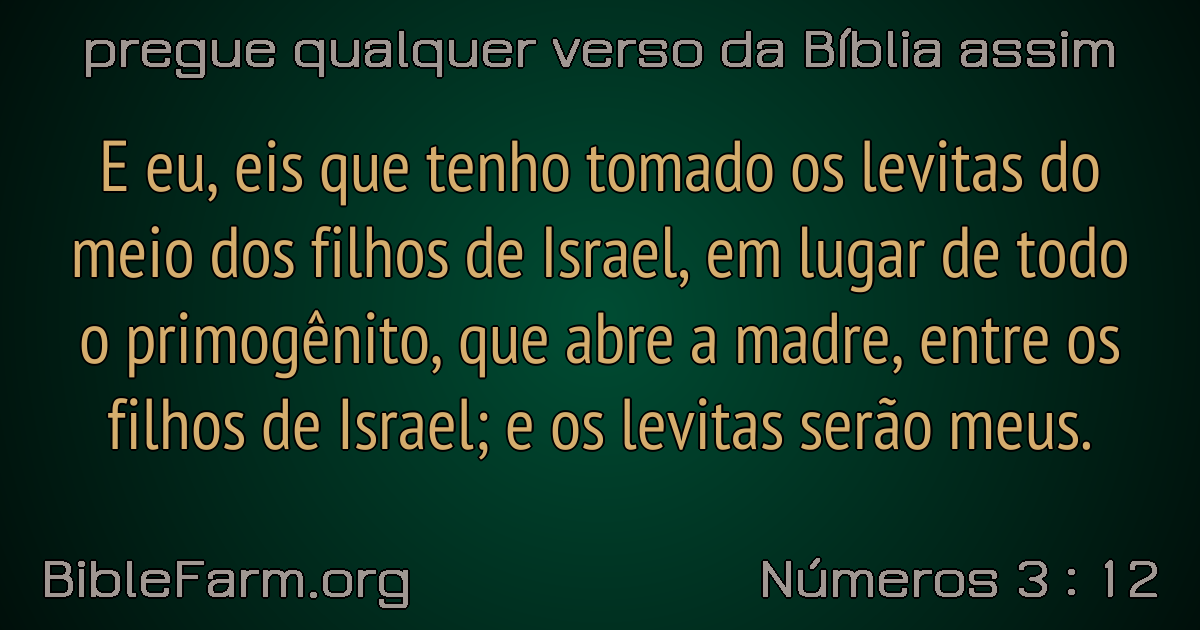 pregue qualquer verso da Bíblia assim
E eu, eis que tenho tomado os levitas do
meio dos filhos de Israel, em lugar de todo
o primogênito, que abre a madre, entre os
filhos de Israel; e os levitas serão meus.
BibleFarm.org
Números 3 : 12